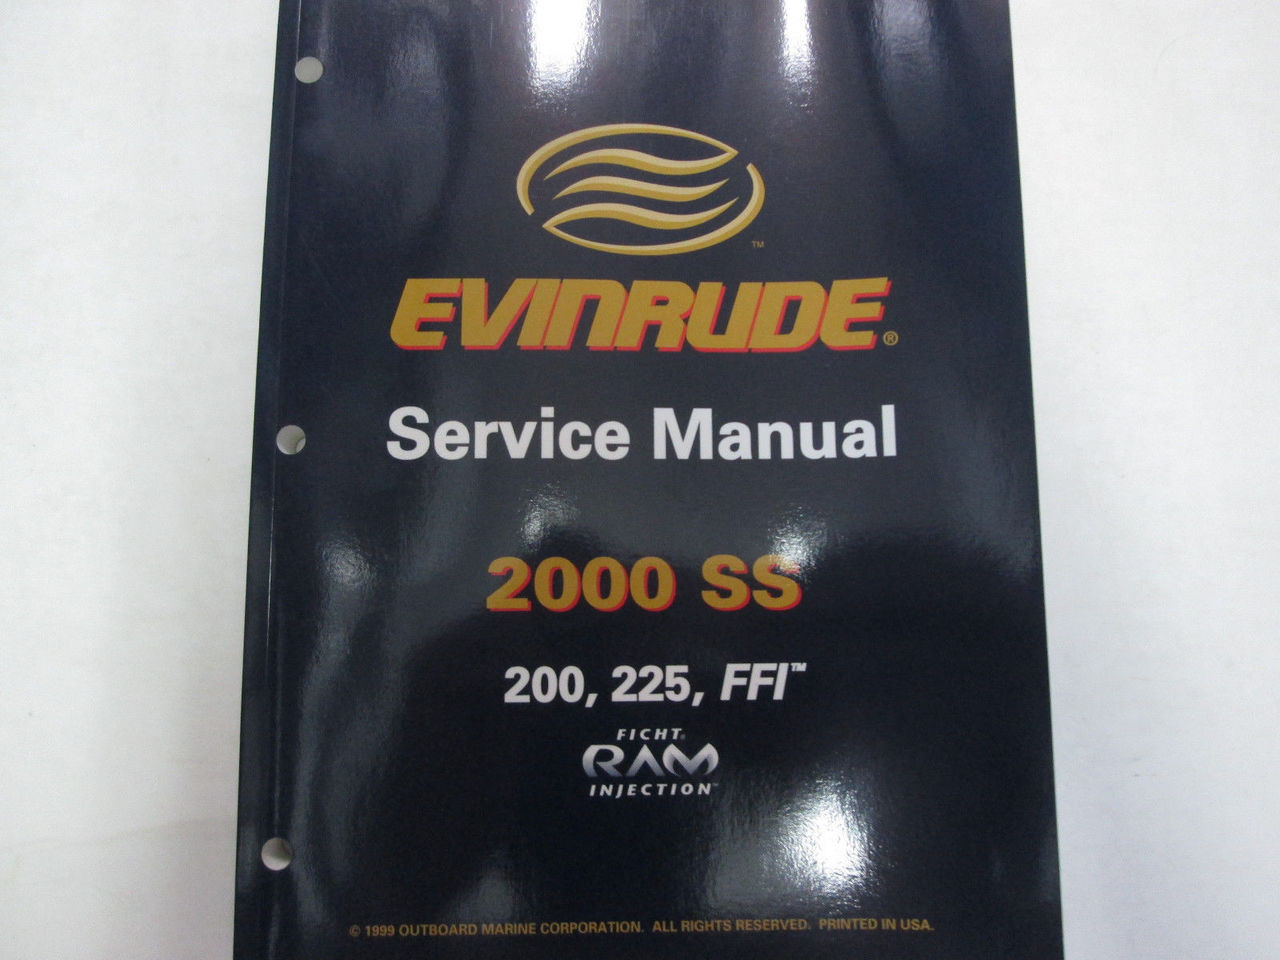 ™
EVINRUDE®
Service Manual
2000 SS
200, 225, FFI™
FICHT®
RAM
INJECTION™
© 1999 OUTBOARD MARINE CORPORATION. ALL RIGHTS RESERVED. PRINTED IN USA.